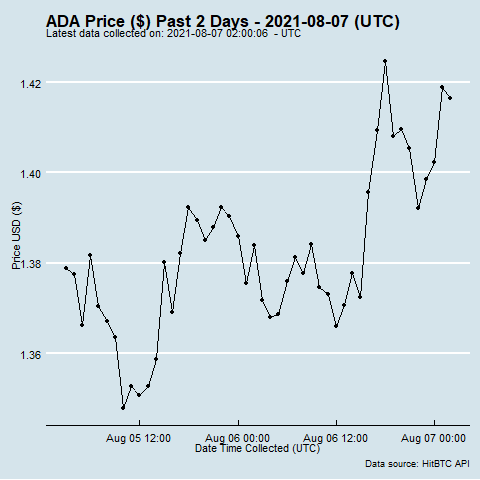 ADA Price ($) Past 2 Days - 2021-08-07 (UTC)
Latest data collected on: 2021-08-07 02:00:06 - UTC
1.42
1.40
1.38
1.36
Price USD ($)
Aug 05 12:00 Aug 06 00:00 Aug 06 12:00 Aug 07 00:00
Date Time Collected (UTC)
Data source: HitBTC API